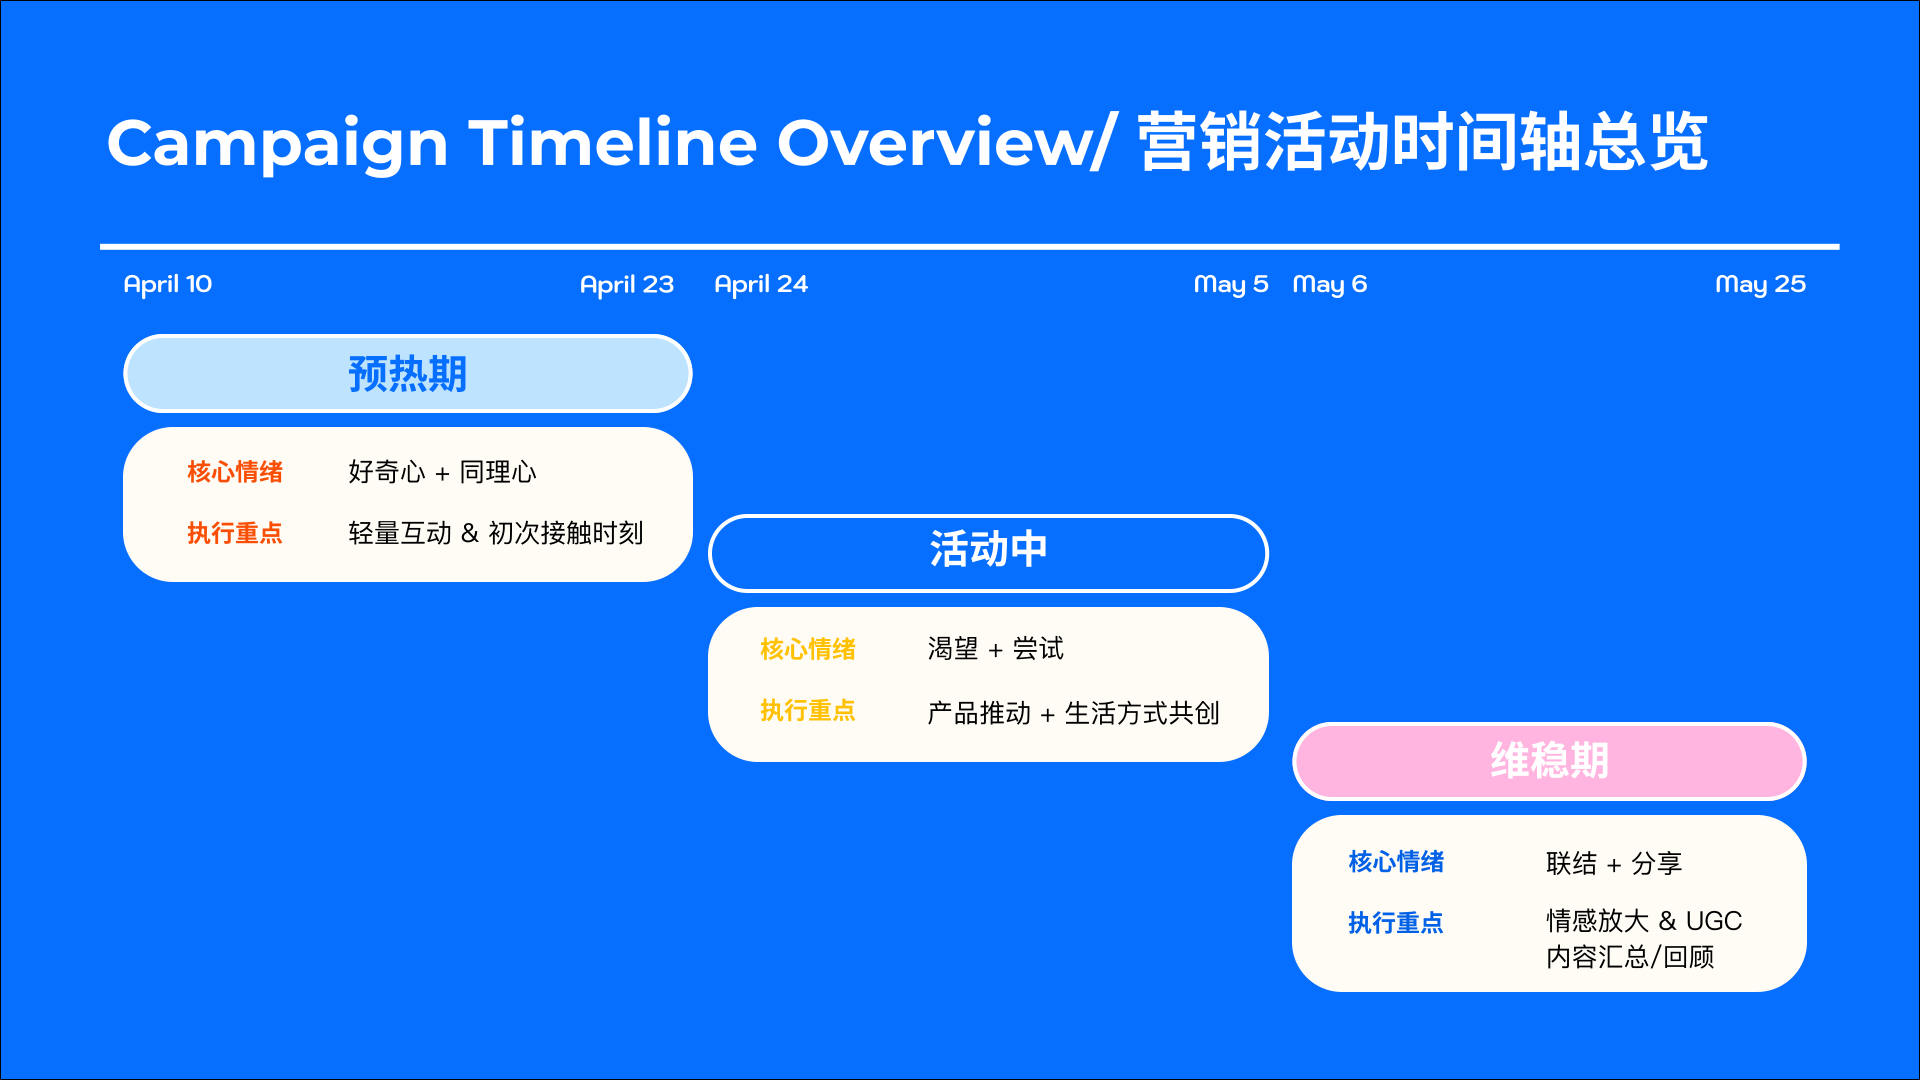 Campaign Timeline Overview/ 营销活动时间轴总览
April 10
April 23
April 24
May 5
May 6
May 25
预热期
核心情绪 好奇心 + 同理心
执行重点 轻量互动 & 初次接触时刻
活动中
核心情绪 渴望 + 尝试
执行重点 产品推动 + 生活方式共创
维稳期
核心情绪 联结 + 分享
执行重点 情感放大 & UGC
内容汇总/回顾